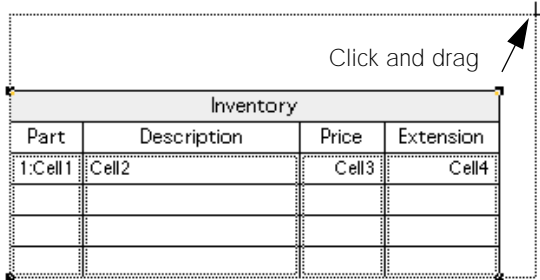 Click and drag
Inventory
Part Description Price Extension
1:Cell1 Cell2 Cell3 Cell4